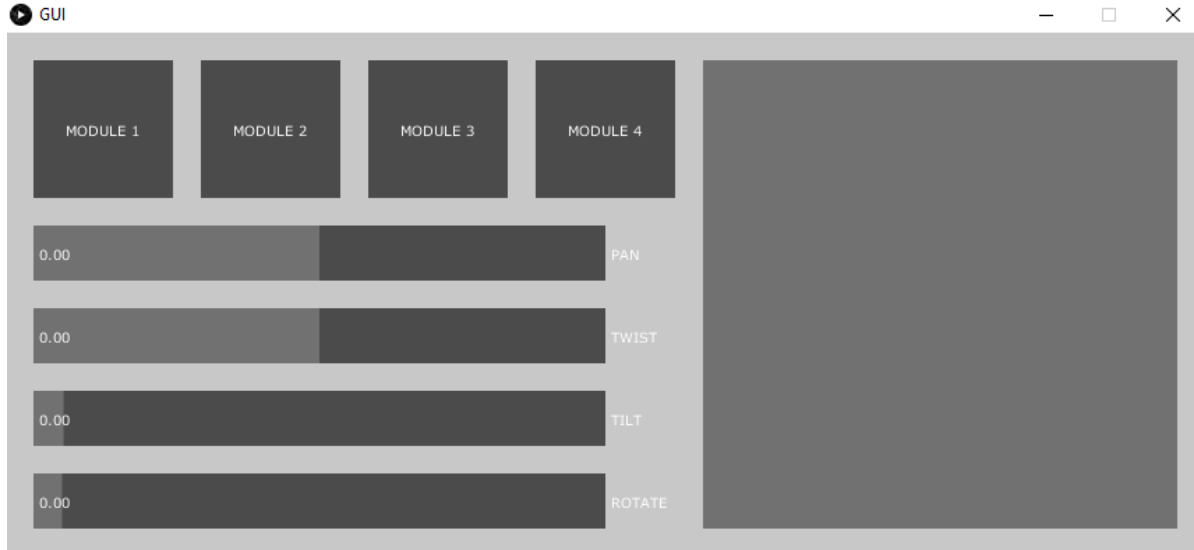 GUI
MODULE 1
MODULE 2
MODULE 3
MODULE 4
0.00 PAN
0.00 TWIST
0.00 TILT
0.00 ROTATE